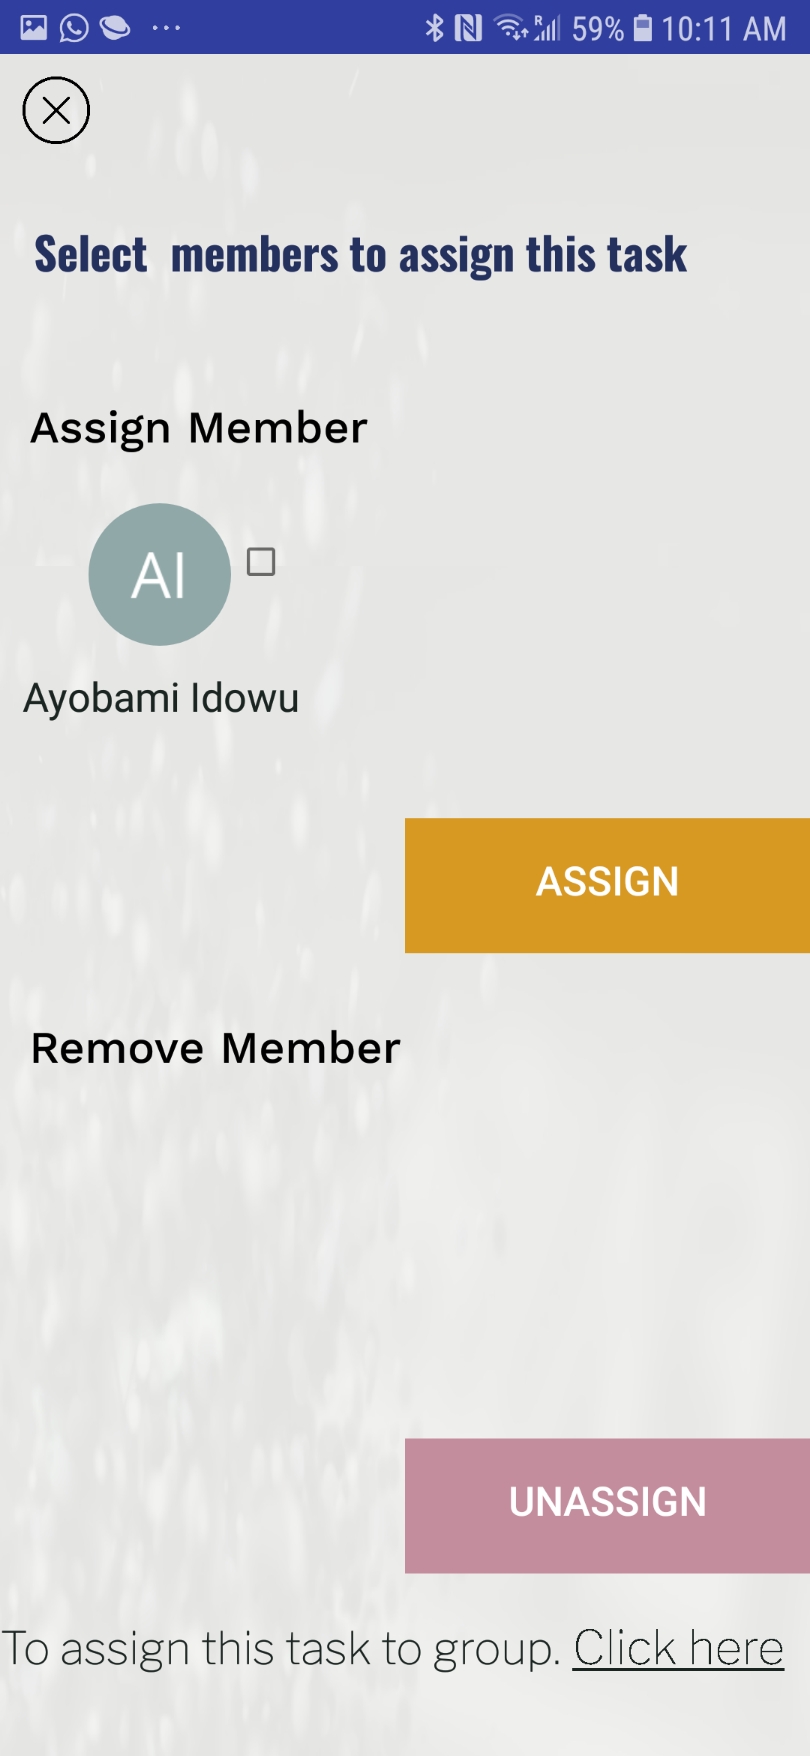 59% 10:11 AM
Select members to assign this task
Assign Member
AI
Ayobami Idowu
ASSIGN
Remove Member
UNASSIGN
To assign this task to group. Click here